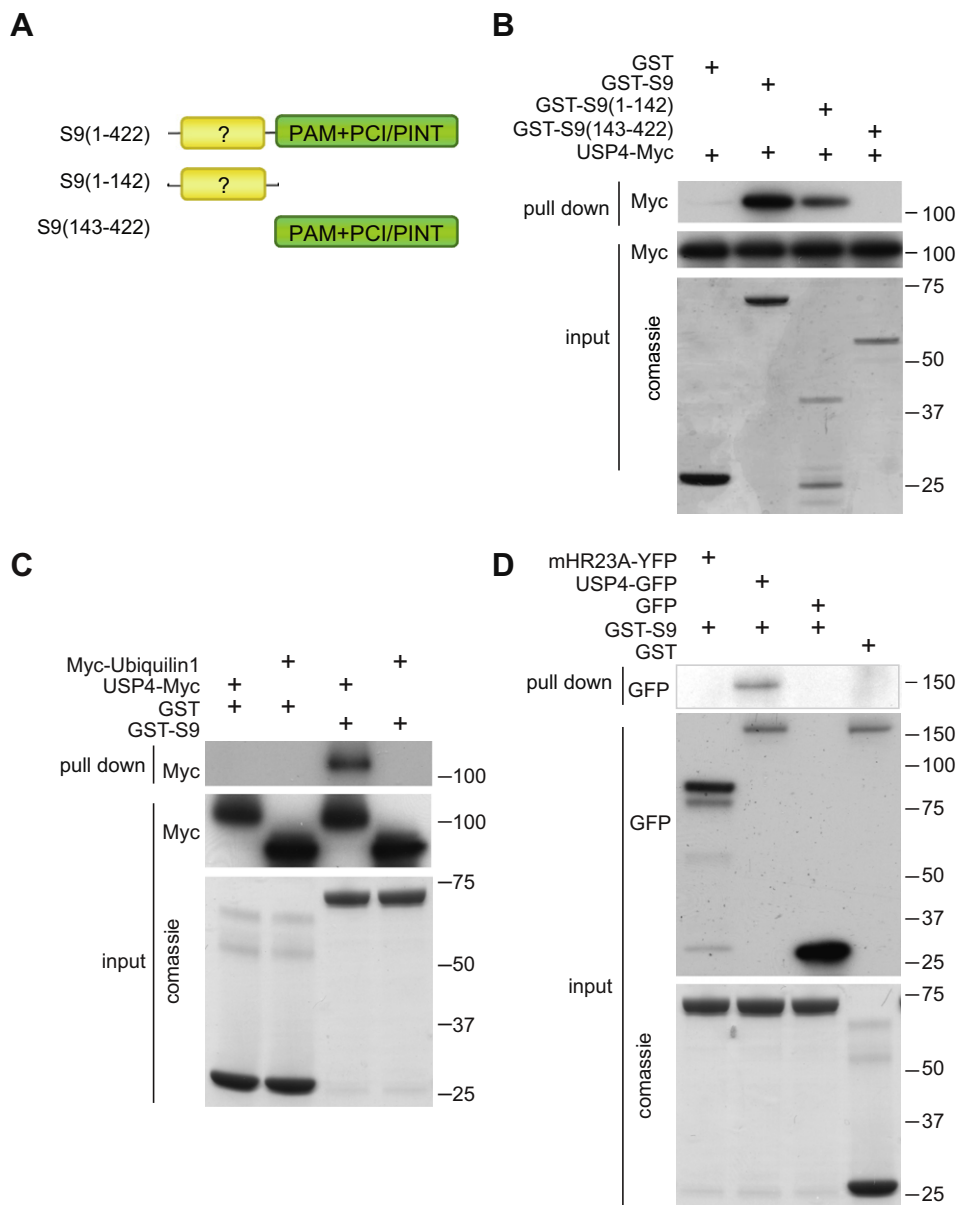 A
S9(1-422) ? PAM+PCI/PINT
S9(1-142) ?
S9(143-422) PAM+PCI/PINT
B
GST +
GST-S9 +
GST-S9(1-142) +
GST-S9(143-422) +
USP4-Myc + + + +
pull down Myc –100
Myc –100
input
comassie
–75
–50
–37
–25
C
Myc-Ubiquilin1 + +
USP4-Myc + +
GST + +
GST-S9 + +
pull down Myc –100
Myc –100
input
comassie
–75
–50
–37
–25
D
mHR23A-YFP +
USP4-GFP +
GFP +
GST-S9 + + +
GST +
pull down GFP –150
–150
–100
–75
GFP
–50
–37
–25
input
comassie
–75
–50
–37
–25